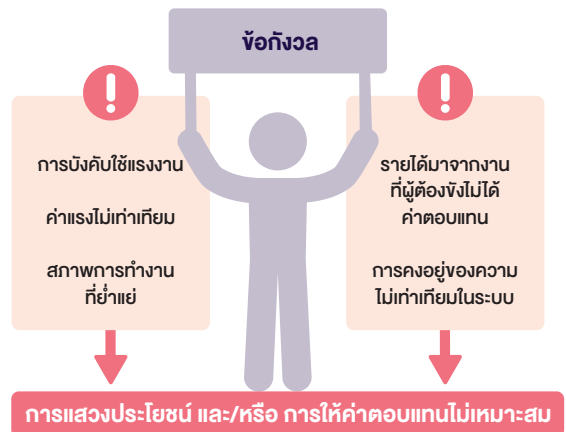 ข้อกังวล
การบังคับใช้แรงงาน
ค่าแรงไม่เท่าเทียม
สภาพการทำงาน
ที่ย่ำแย่
รายได้มาจากงาน
ที่ผู้ต้องขังไม่ได้
ค่าตอบแทน
การคงอยู่ของความ
ไม่เท่าเทียมในระบบ
การแสวงประโยชน์ และ/หรือ การให้ค่าตอบแทนไม่เหมาะสม